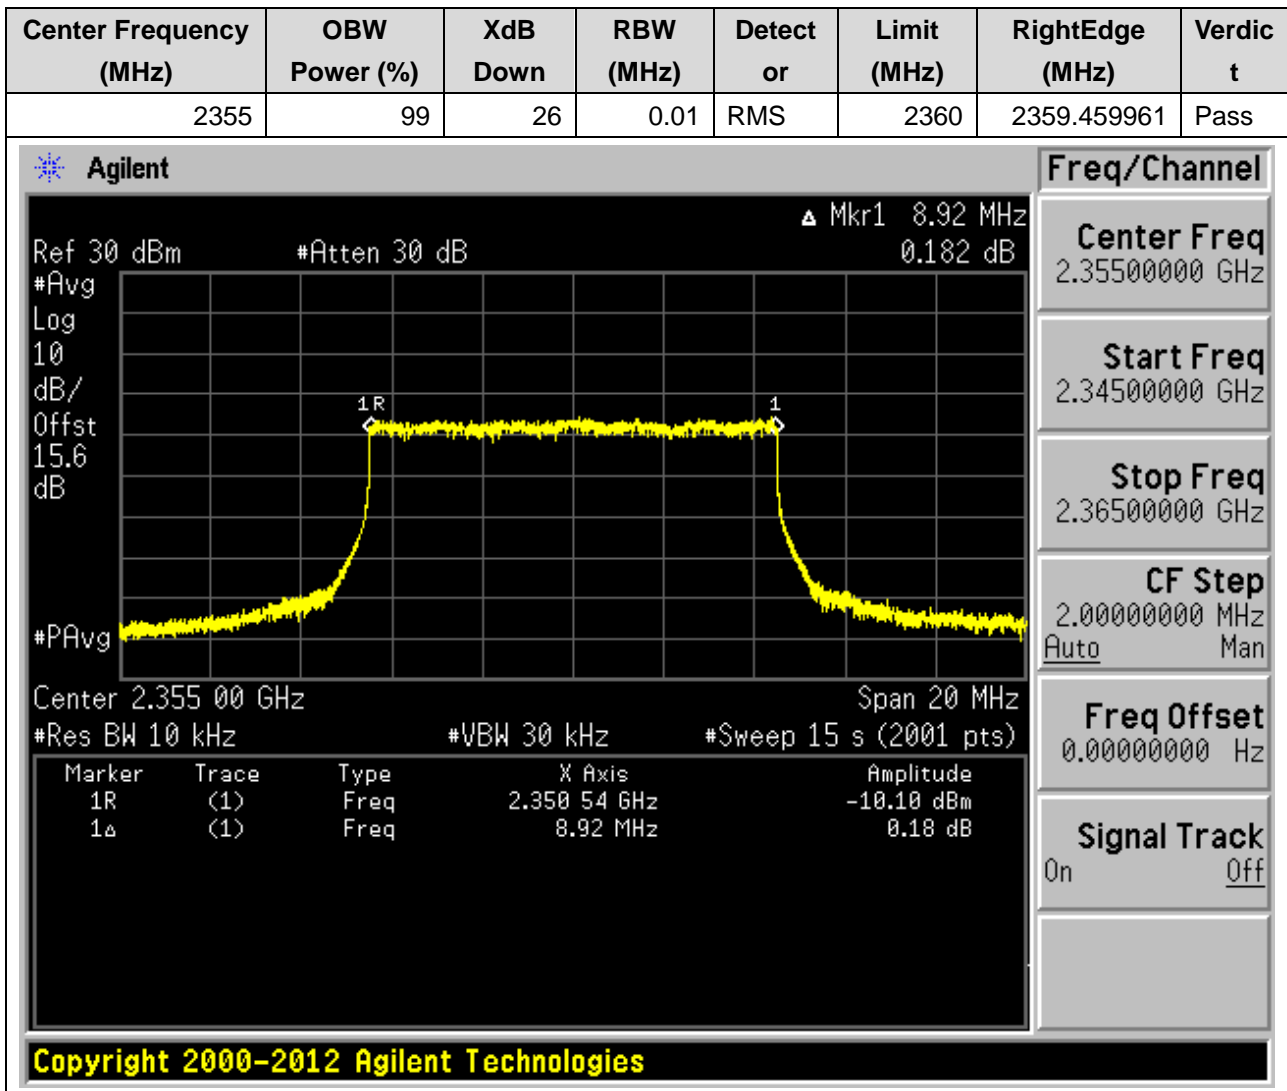 Center Frequency (MHz) OBW Power (%) XdB Down RBW (MHz) Detect or Limit (MHz) RightEdge (MHz) Verdic t
2355 99 26 0.01 RMS 2360 2359.459961 Pass
Agilent
Freq/Channel
Δ Mkr1 8.92 MHz
Ref 30 dBm #Atten 30 dB 0.182 dB
#Avg
Log
10
dB/
Offst
15.6
dB
#PAvg
1R 1
Center 2.355 00 GHz Span 20 MHz
#Res BW 10 kHz #VBW 30 kHz #Sweep 15 s (2001 pts)
Marker Trace Type X Axis Amplitude
1R (1) Freq 2.350 54 GHz -10.10 dBm
1Δ (1) Freq 8.92 MHz 0.18 dB
Center Freq
2.35500000 GHz
Start Freq
2.34500000 GHz
Stop Freq
2.36500000 GHz
CF Step
2.00000000 MHz
Auto Man
Freq Offset
0.00000000 Hz
Signal Track
On Off
Copyright 2000-2012 Agilent Technologies